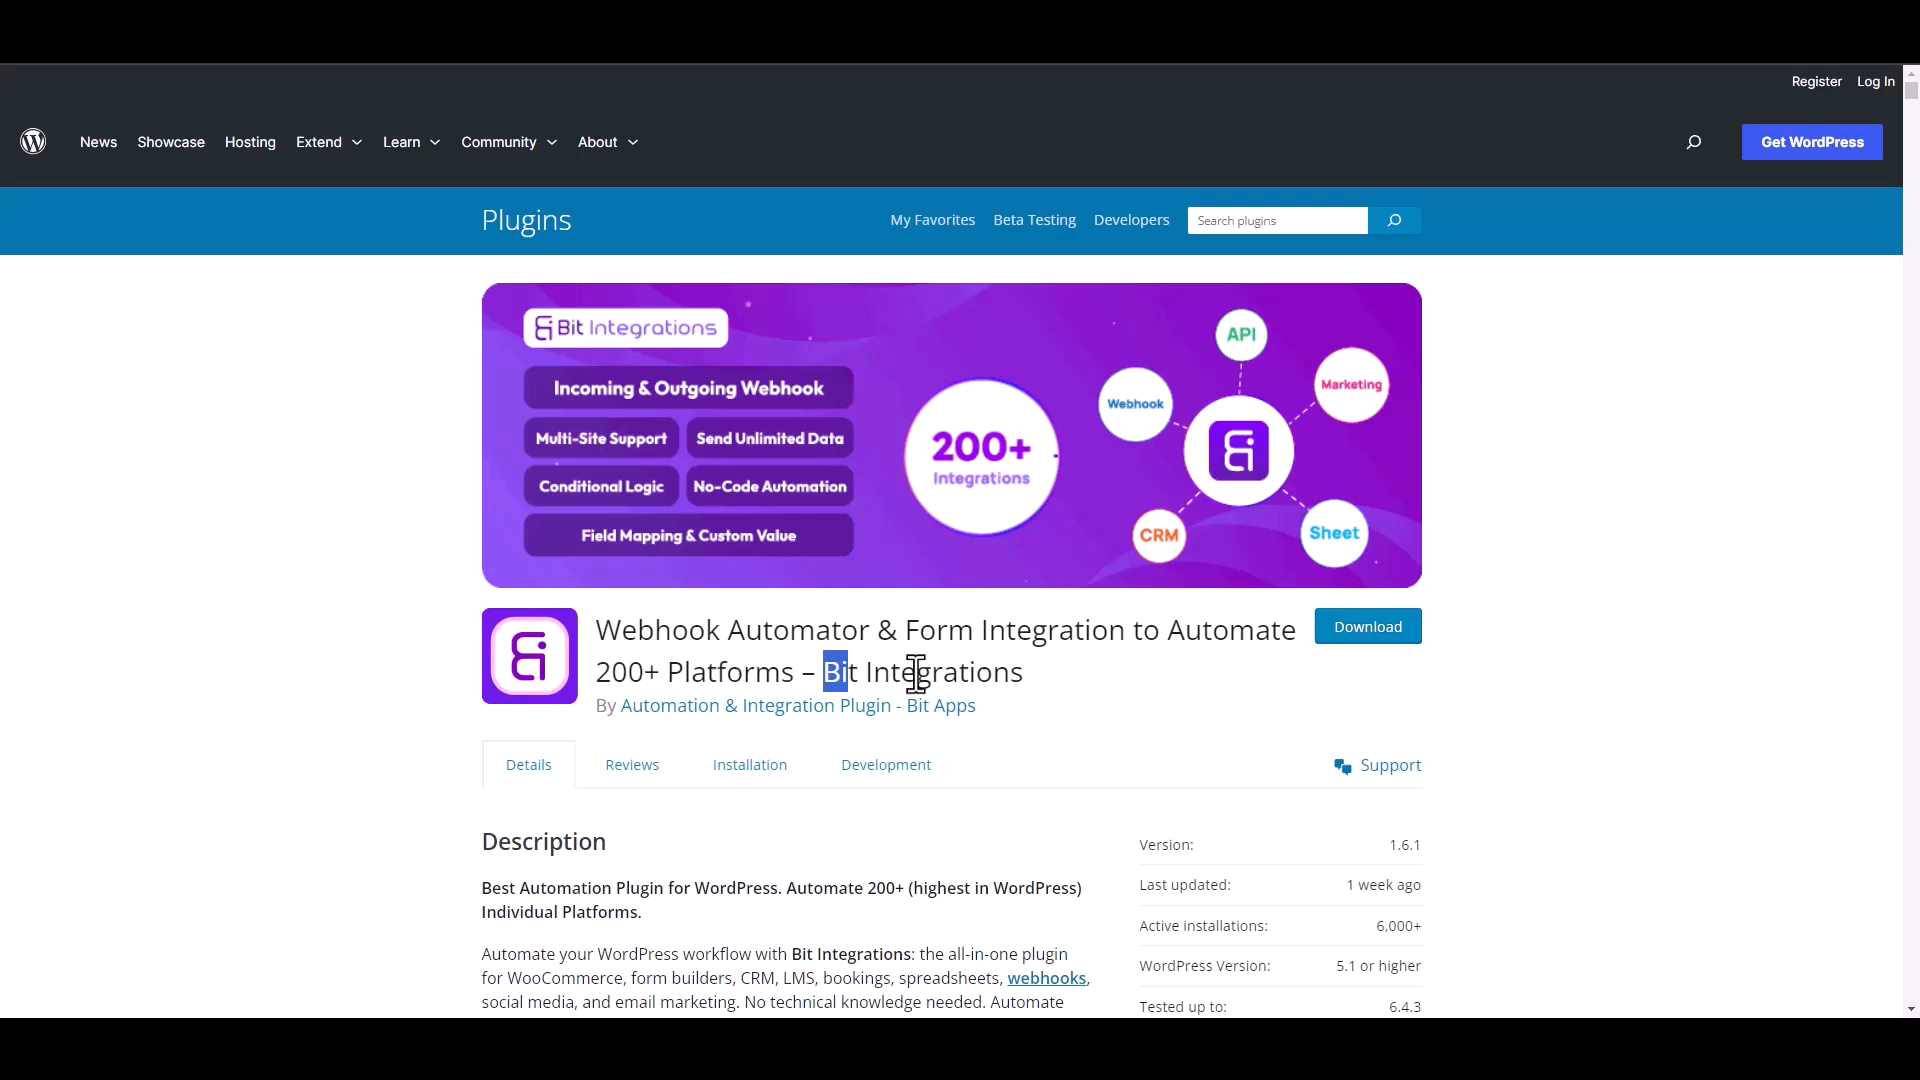 Register Log In
News Showcase Hosting Extend Learn Community About Get WordPress
Plugins My Favorites Beta Testing Developers Search plugins
Bit Integrations
Incoming & Outgoing Webhook
Multi-Site Support Send Unlimited Data
Conditional Logic No-Code Automation
Field Mapping & Custom Value
200+
Integrations
API
Webhook
Marketing
CRM
Sheet
Webhook Automator & Form Integration to Automate
200+ Platforms – Bit Integrations
By Automation & Integration Plugin - Bit Apps
Download
Details Reviews Installation Development Support
Description
Best Automation Plugin for WordPress. Automate 200+ (highest in WordPress)
Individual Platforms.
Automate your WordPress workflow with Bit Integrations: the all-in-one plugin
for WooCommerce, form builders, CRM, LMS, bookings, spreadsheets, webhooks,
social media, and email marketing. No technical knowledge needed. Automate
Version: 1.6.1
Last updated: 1 week ago
Active installations: 6,000+
WordPress Version: 5.1 or higher
Tested up to: 6.4.3